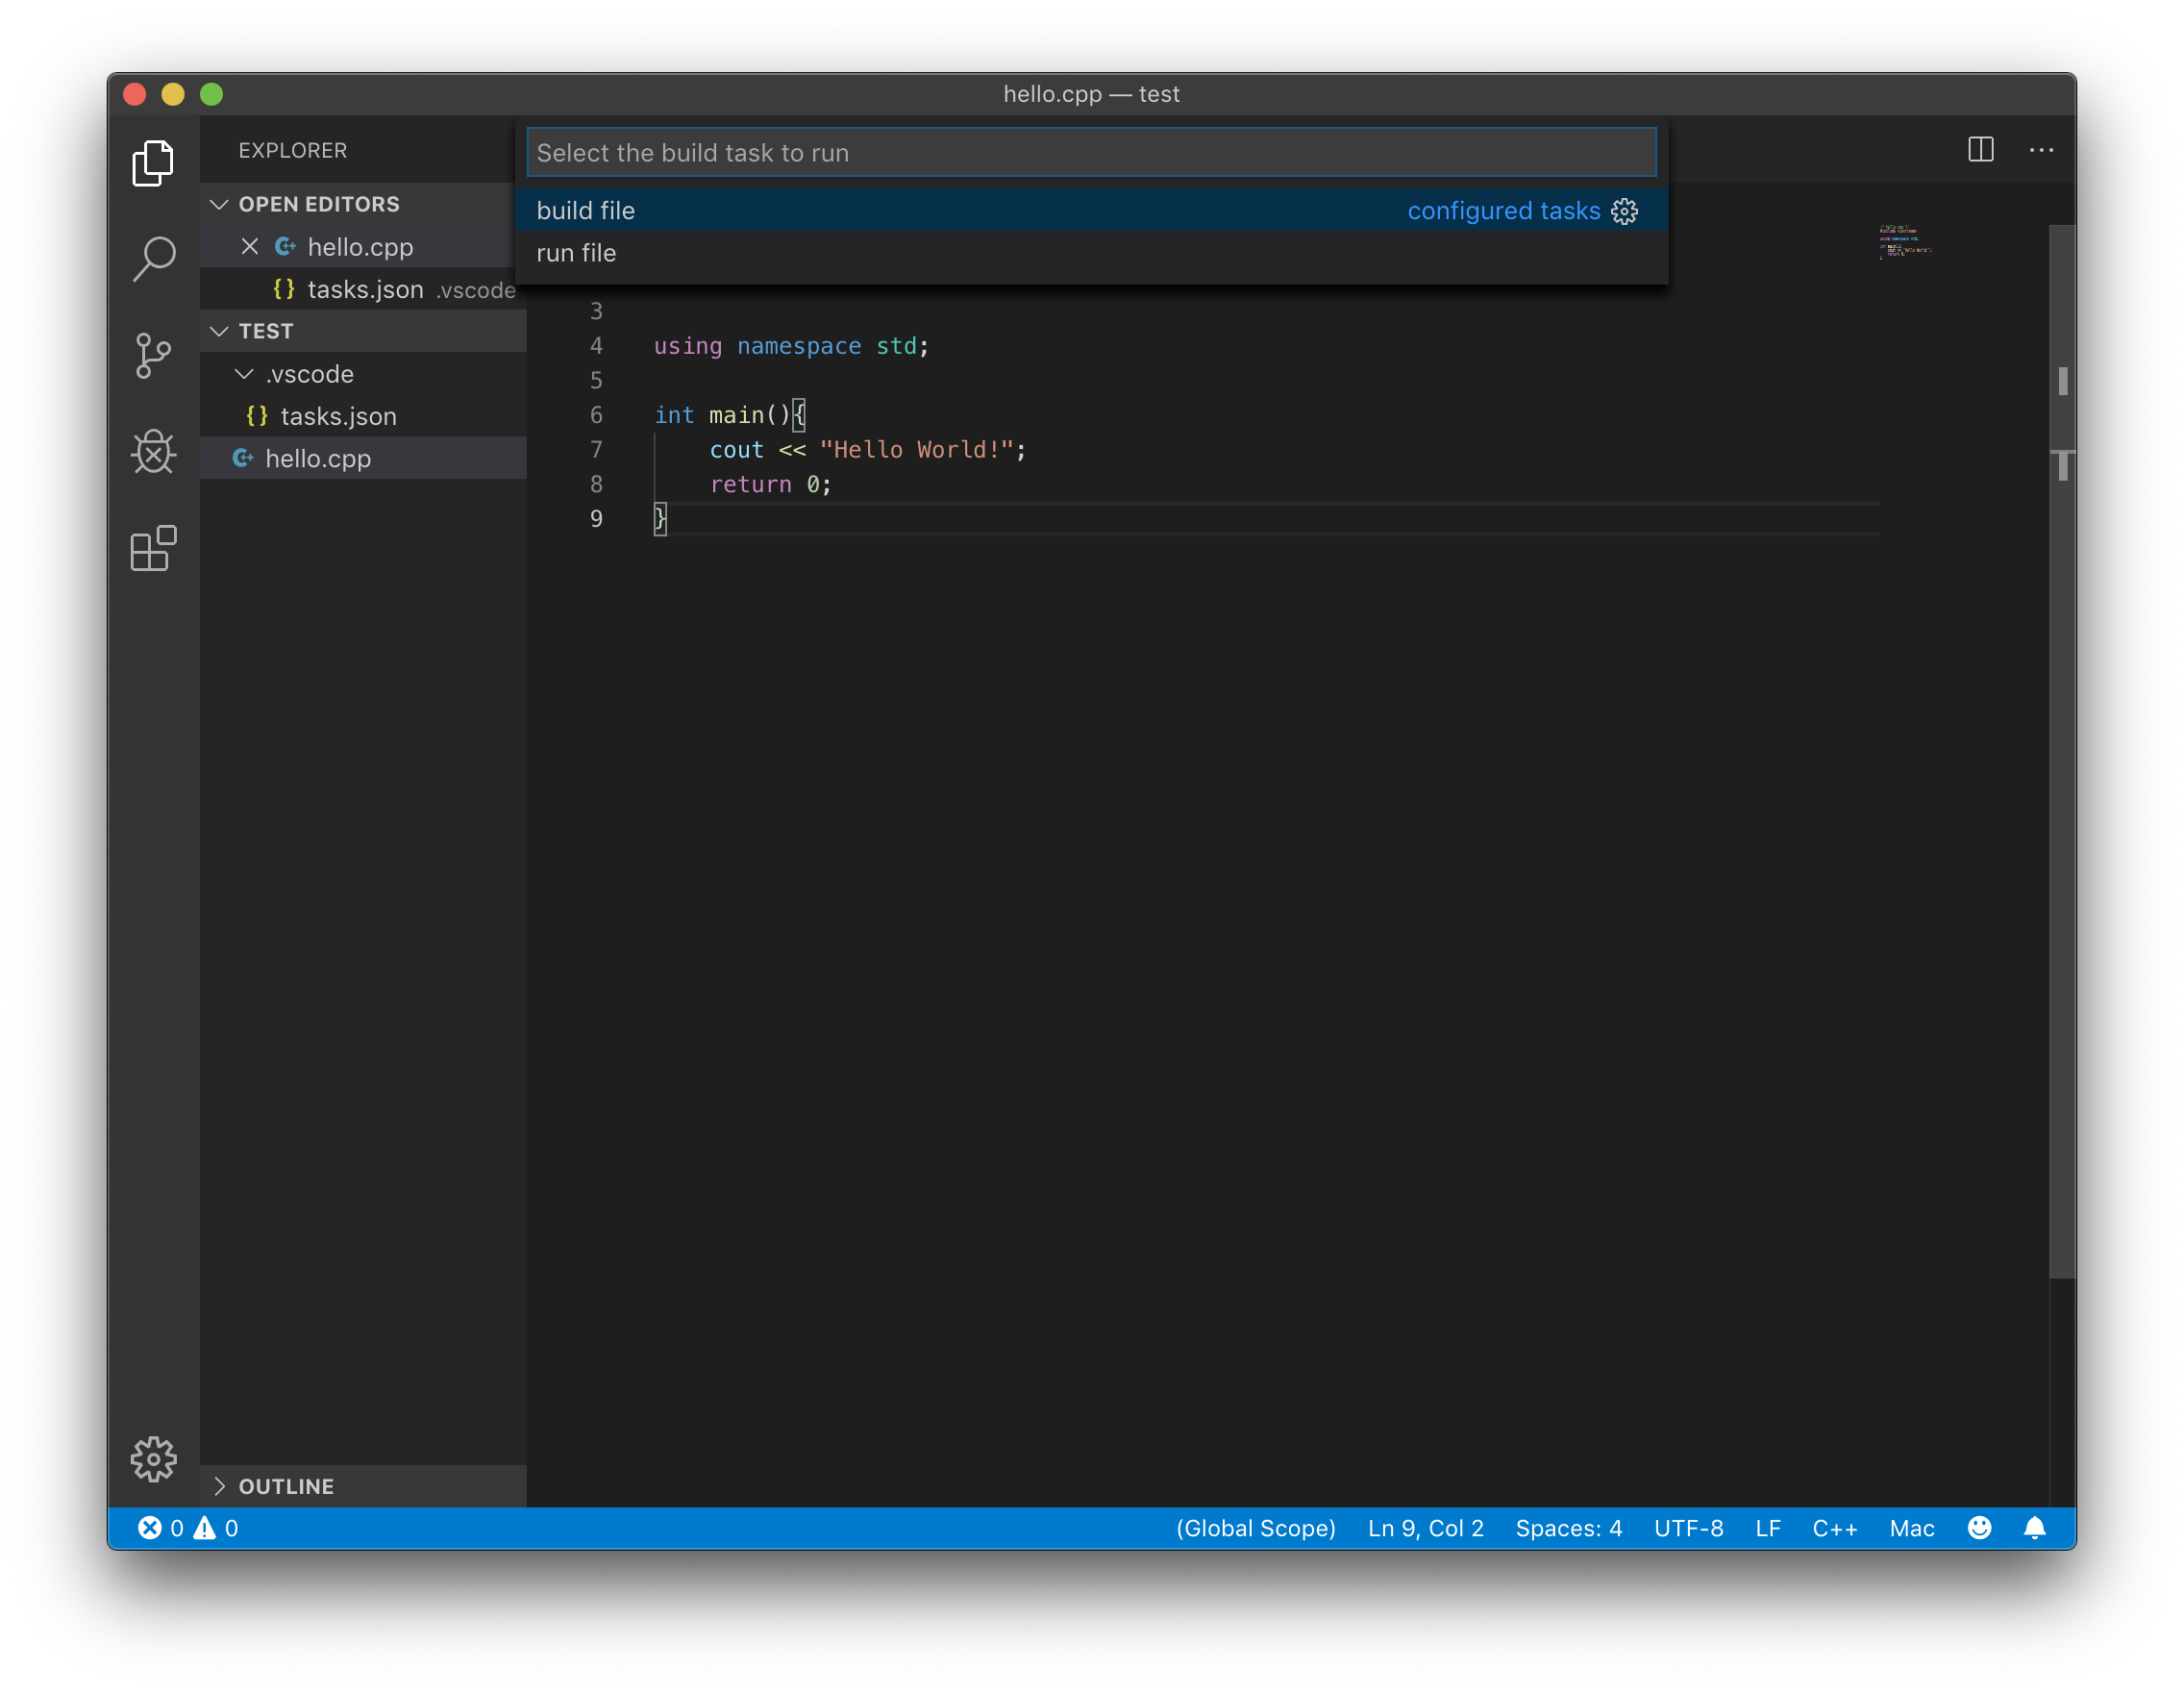 hello.cpp — test
EXPLORER
OPEN EDITORS
hello.cpp
tasks.json .vscode
TEST
.vscode
tasks.json
hello.cpp
OUTLINE
Select the build task to run
build file configured tasks
run file
3
4 using namespace std;
5
6 int main(){
7 cout << "Hello World!";
8 return 0;
9 }
0 0 (Global Scope) Ln 9, Col 2 Spaces: 4 UTF-8 LF C++ Mac